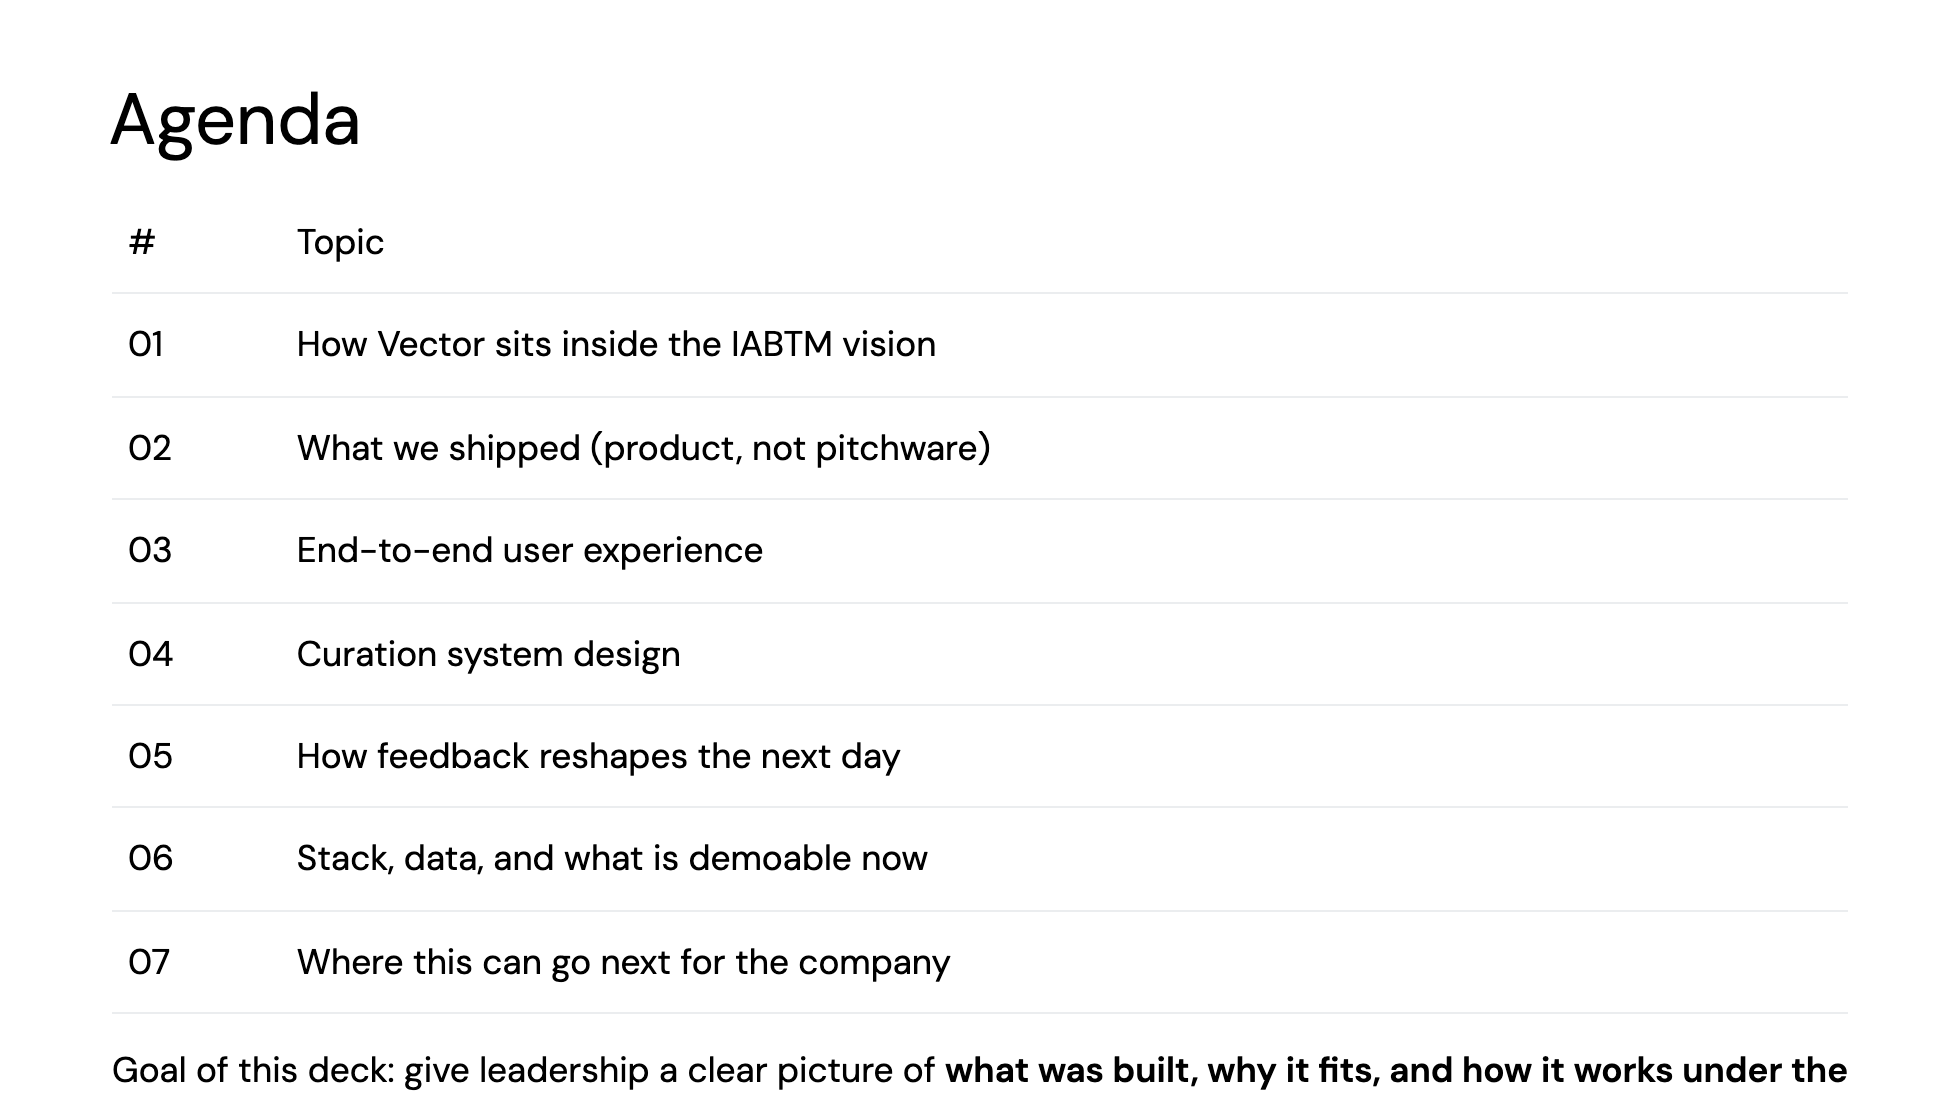 Agenda
# Topic
01 How Vector sits inside the IABTM vision
02 What we shipped (product, not pitchware)
03 End-to-end user experience
04 Curation system design
05 How feedback reshapes the next day
06 Stack, data, and what is demoable now
07 Where this can go next for the company
Goal of this deck: give leadership a clear picture of what was built, why it fits, and how it works under the